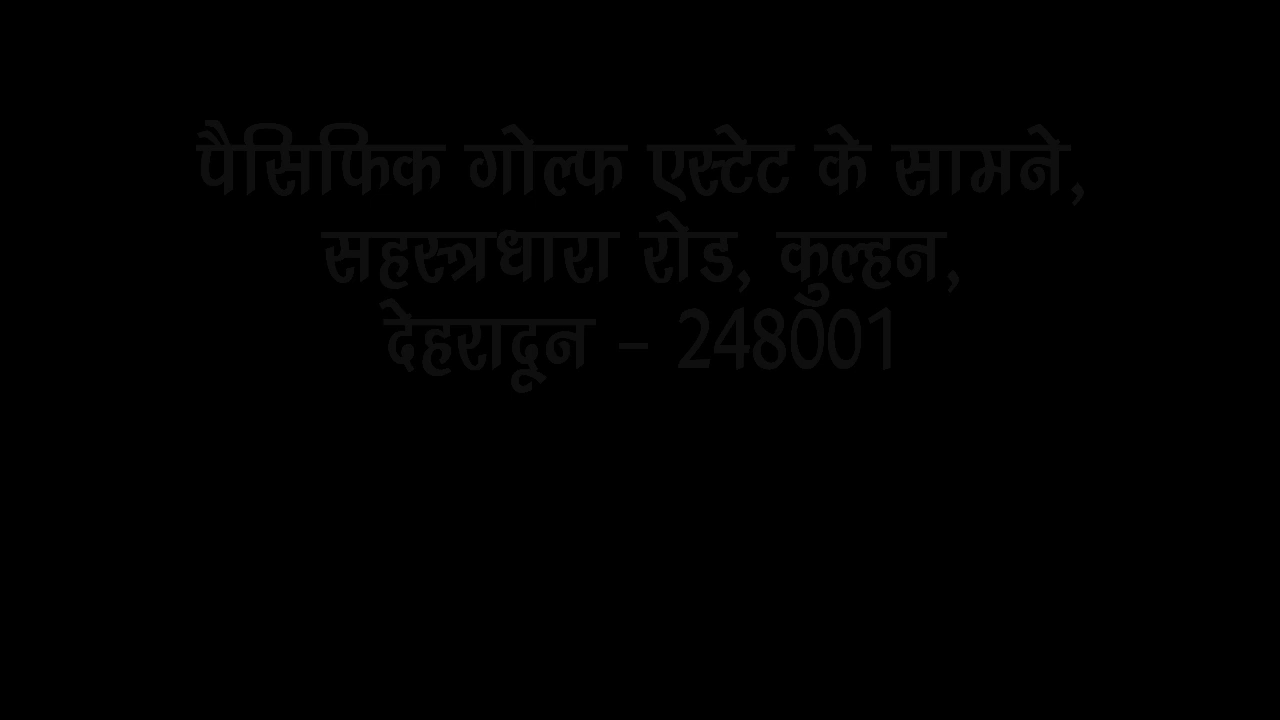 पैसिफिक गोल्फ एस्टेट के सामने,
सहस्त्रधारा रोड, कुल्हन,
देहरादून - 248001